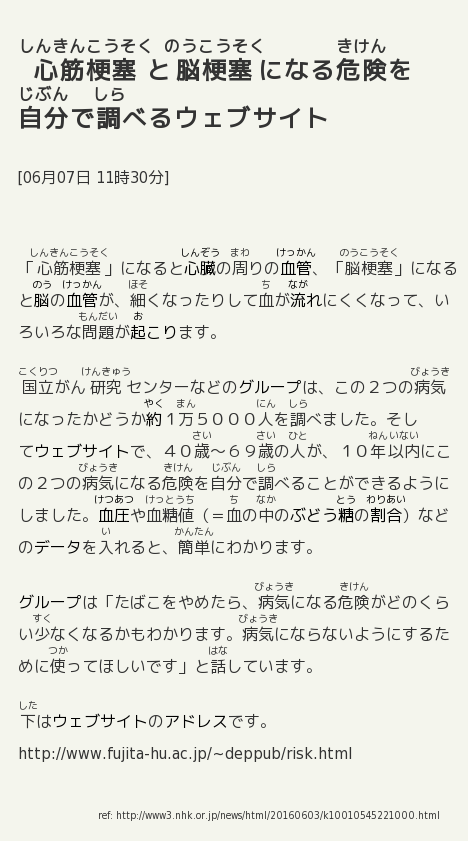 しんきんこうそく のうこうそく きけん
心筋梗塞 と 脳梗塞 になる危険を
じぶん しら
自分で調べるウェブサイト
[06月07日 11時30分]
しんきんこうそく しんぞう まわ けっかん のうこうそく
「心筋梗塞」になると心臓の周りの血管、「脳梗塞」になる
のう けっかん ほそ ち なが
と脳の血管が、細くなったりして血が流れにくくなって、い
もんだい お
ろいろな問題が起こります。
こくりつ けんきゅう びょうき
国立がん 研究 センターなどのグループは、この２つの病気
やく まん にん しら
になったかどうか約１万５０００人を調べました。そし
さい さい ひと ねんいない
てウェブサイトで、４０歳～６９歳の人が、１０年以内にこ
びょうき きけん じぶん しら
の２つの病気になる危険を自分で調べることができるように
けつあつ けっとうち ち なか とう わりあい
しました。血圧や血糖値（＝血の中のぶどう糖の割合）など
い かんたん
のデータを入れると、簡単にわかります。
びょうき きけん
グループは「たばこをやめたら、病気になる危険がどのくら
すく びょうき
い少なくなるかもわかります。病気にならないようにするた
つか はな
めに使ってほしいです」と話しています。
した
下はウェブサイトのアドレスです。
http://www.fujita-hu.ac.jp/~deppub/risk.html
ref: http://www3.nhk.or.jp/news/html/20160603/k10010545221000.html